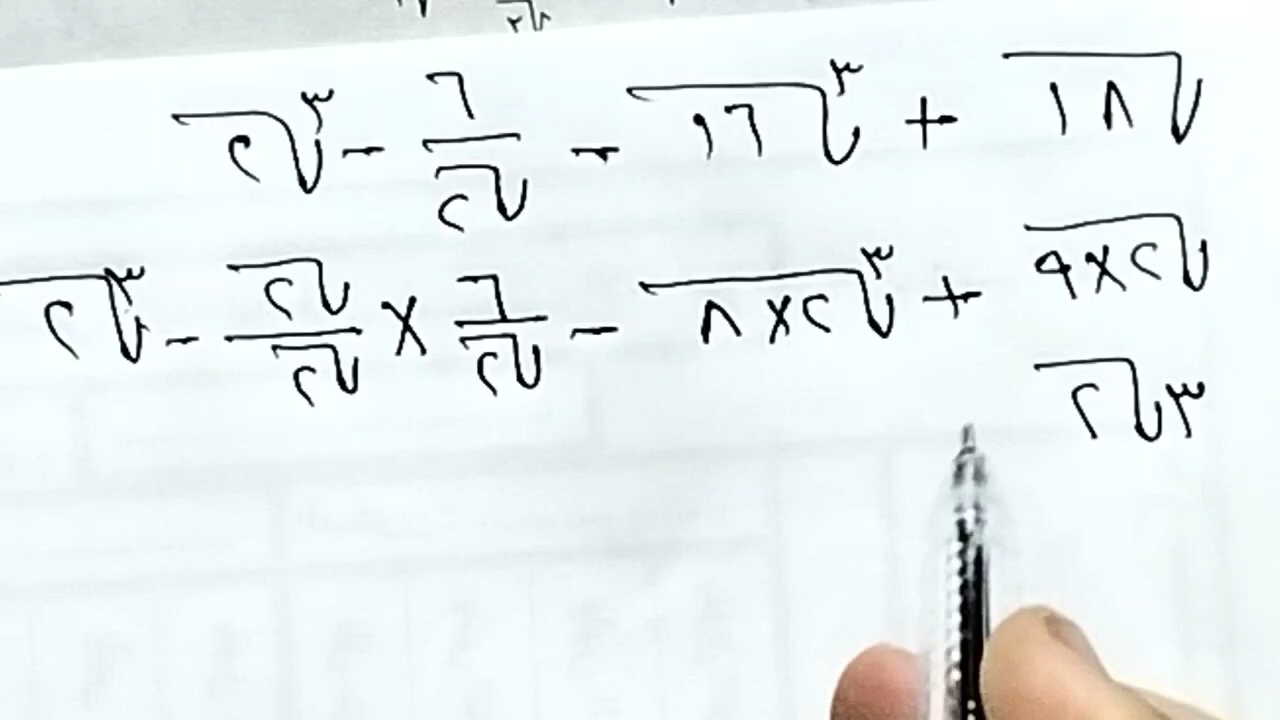 √١٨ + ∛١٦ − ٦/√٢ − ∛٢
√٢×٩ + ∛٢×٨ − ٦/√٢ × √٢/√٢ − ∛٢
٣√٢